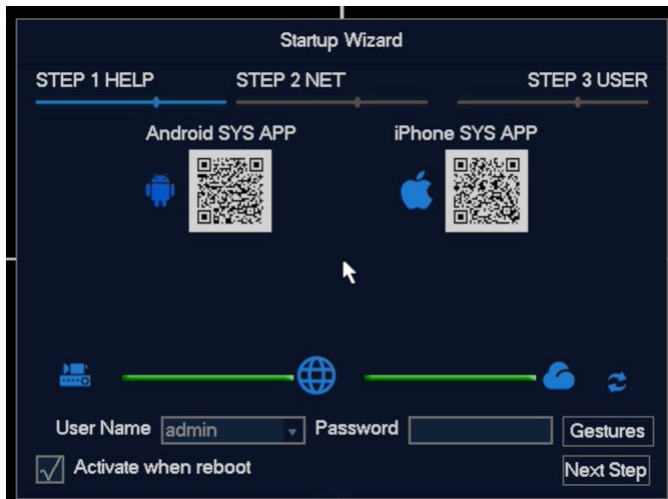 Startup Wizard
STEP 1 HELP STEP 2 NET STEP 3 USER
Android SYS APP iPhone SYS APP
User Name admin Password Gestures
Activate when reboot Next Step